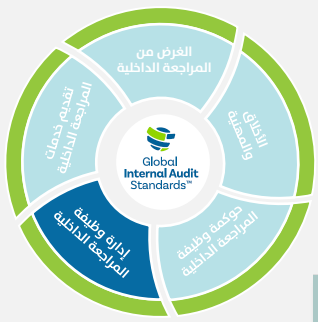 الغرض من
المراجعة الداخلية
الأخلاق
والمهنية
حوكمة وظيفة
المراجعة الداخلية
إدارة وظيفة
المراجعة الداخلية
تقديم خدمات
المراجعة الداخلية
Global
Internal Audit
Standards™